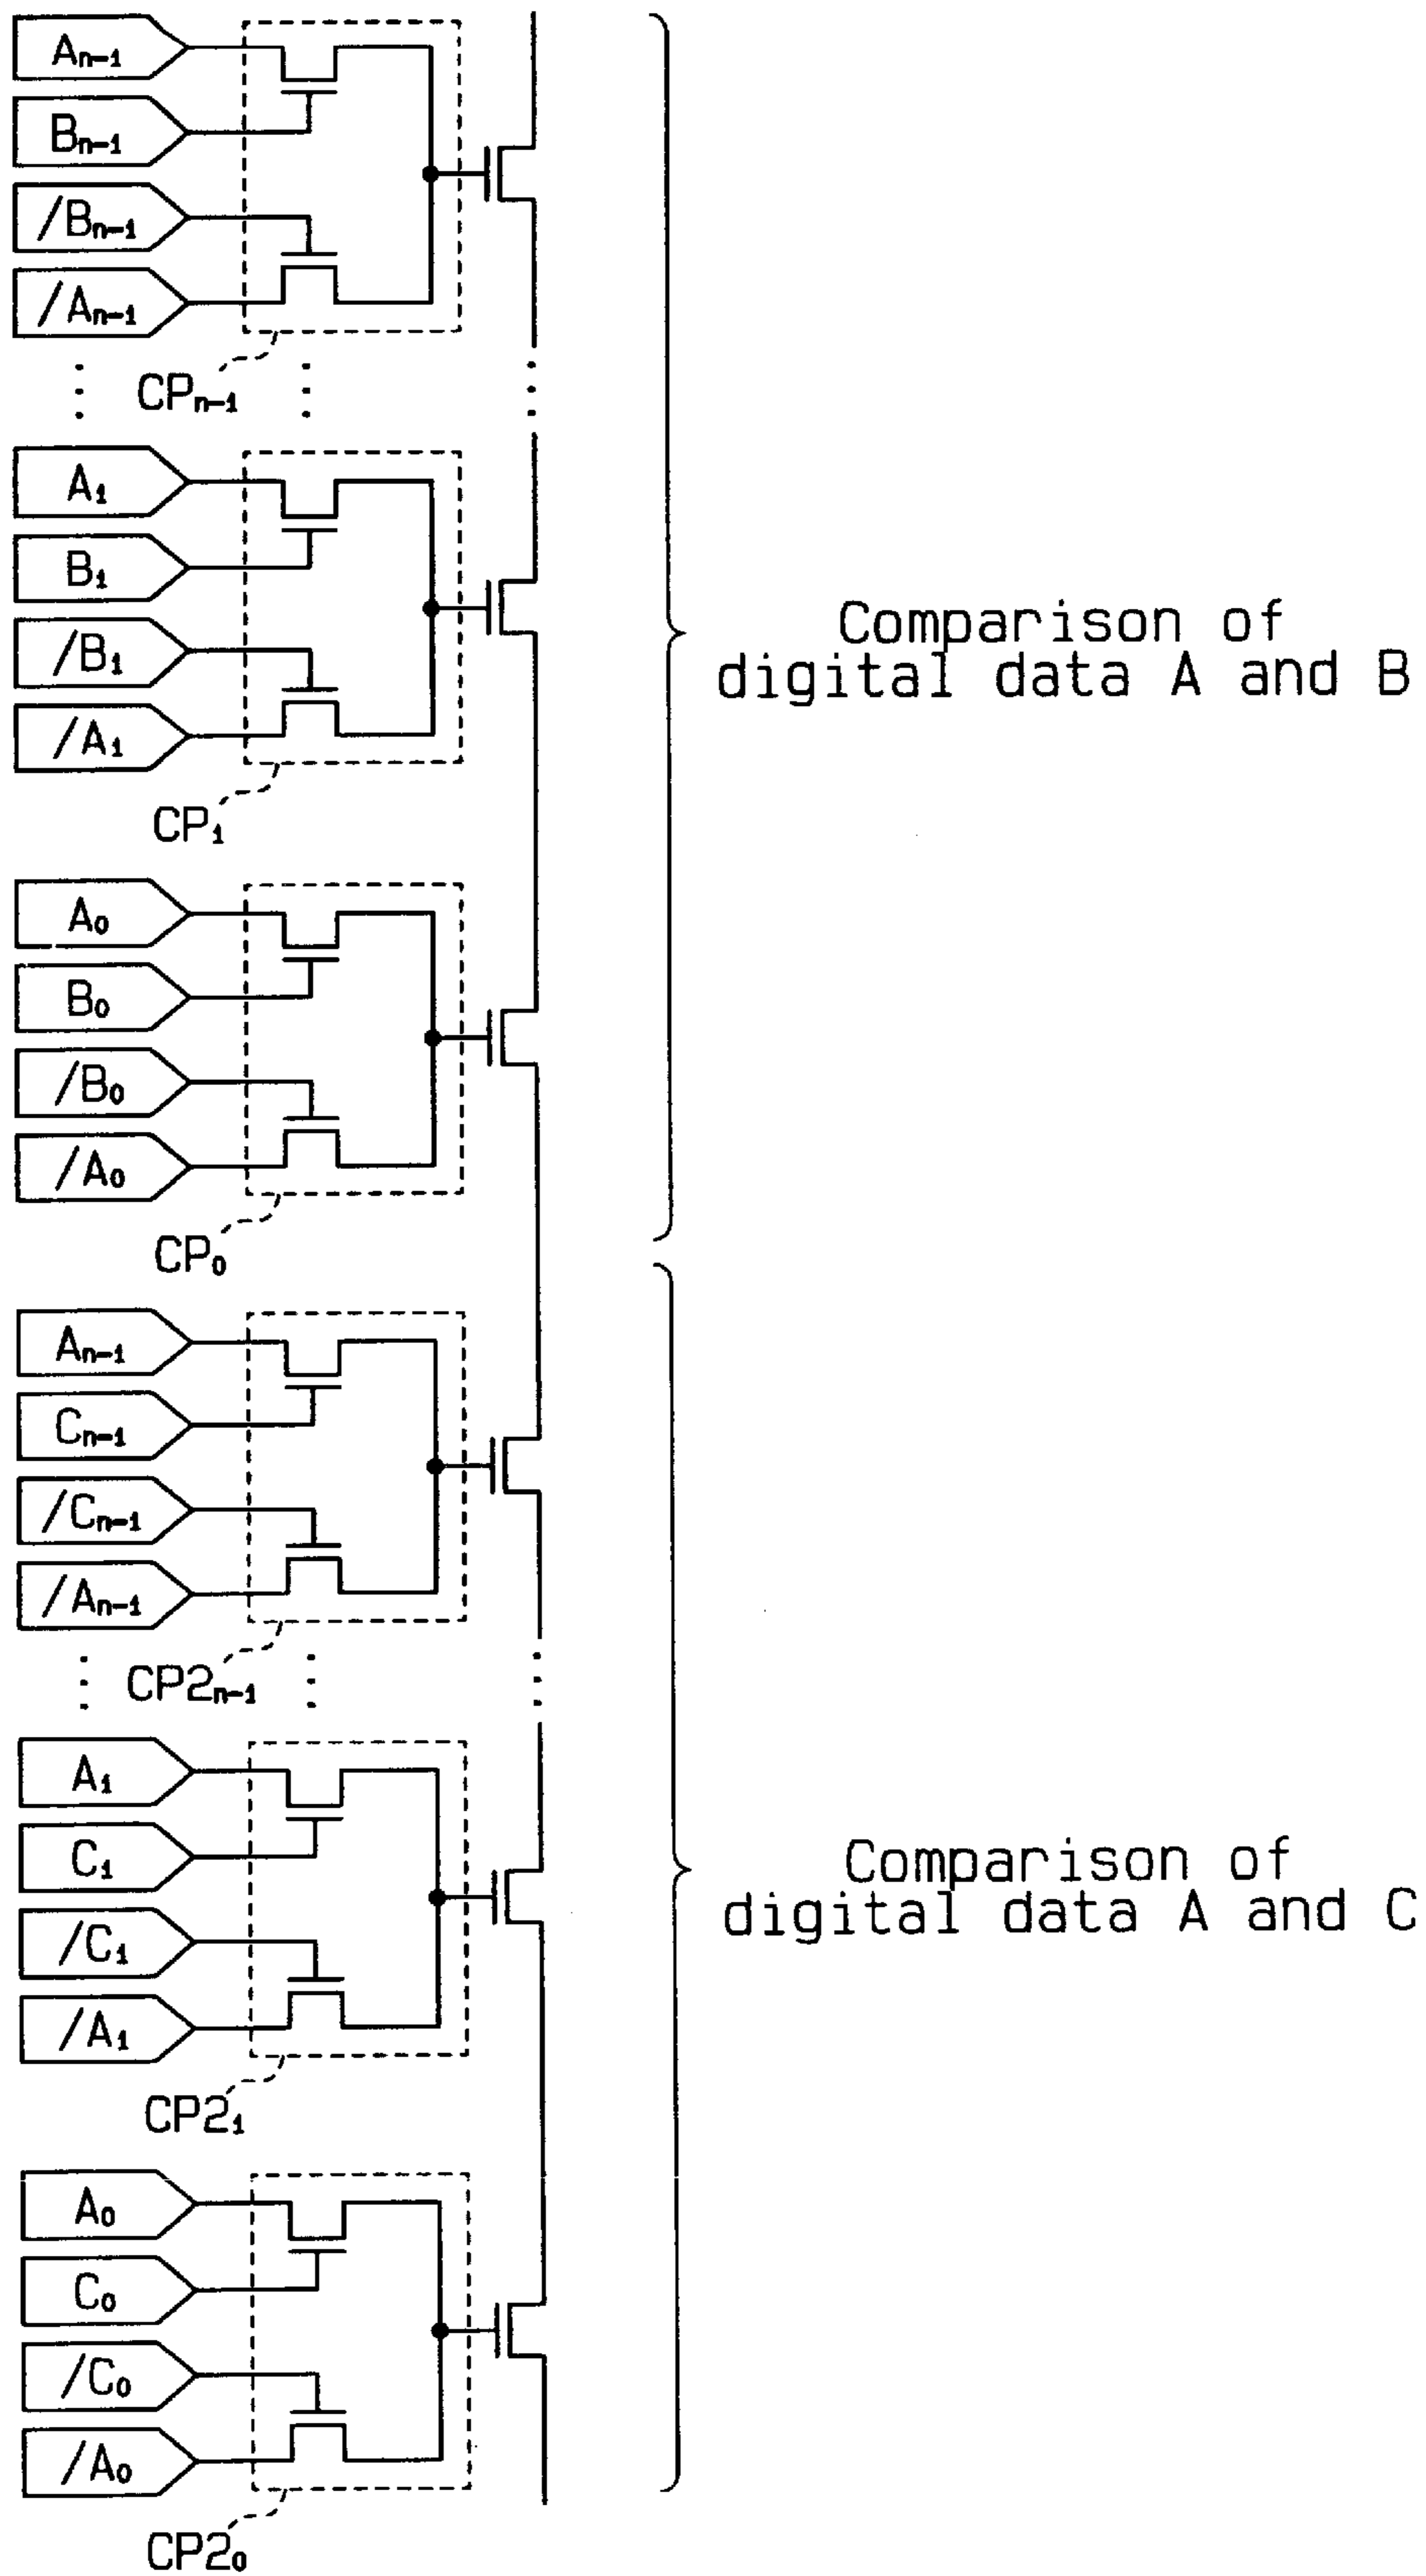 Aₙ₋₁
Bₙ₋₁
/Bₙ₋₁
/Aₙ₋₁
CPₙ₋₁
A₁
B₁
/B₁
/A₁
CP₁
Comparison of
digital data A and B
A₀
B₀
/B₀
/A₀
CP₀
Aₙ₋₁
Cₙ₋₁
/Cₙ₋₁
/Aₙ₋₁
CP2ₙ₋₁
A₁
C₁
/C₁
/A₁
CP2₁
Comparison of
digital data A and C
A₀
C₀
/C₀
/A₀
CP2₀